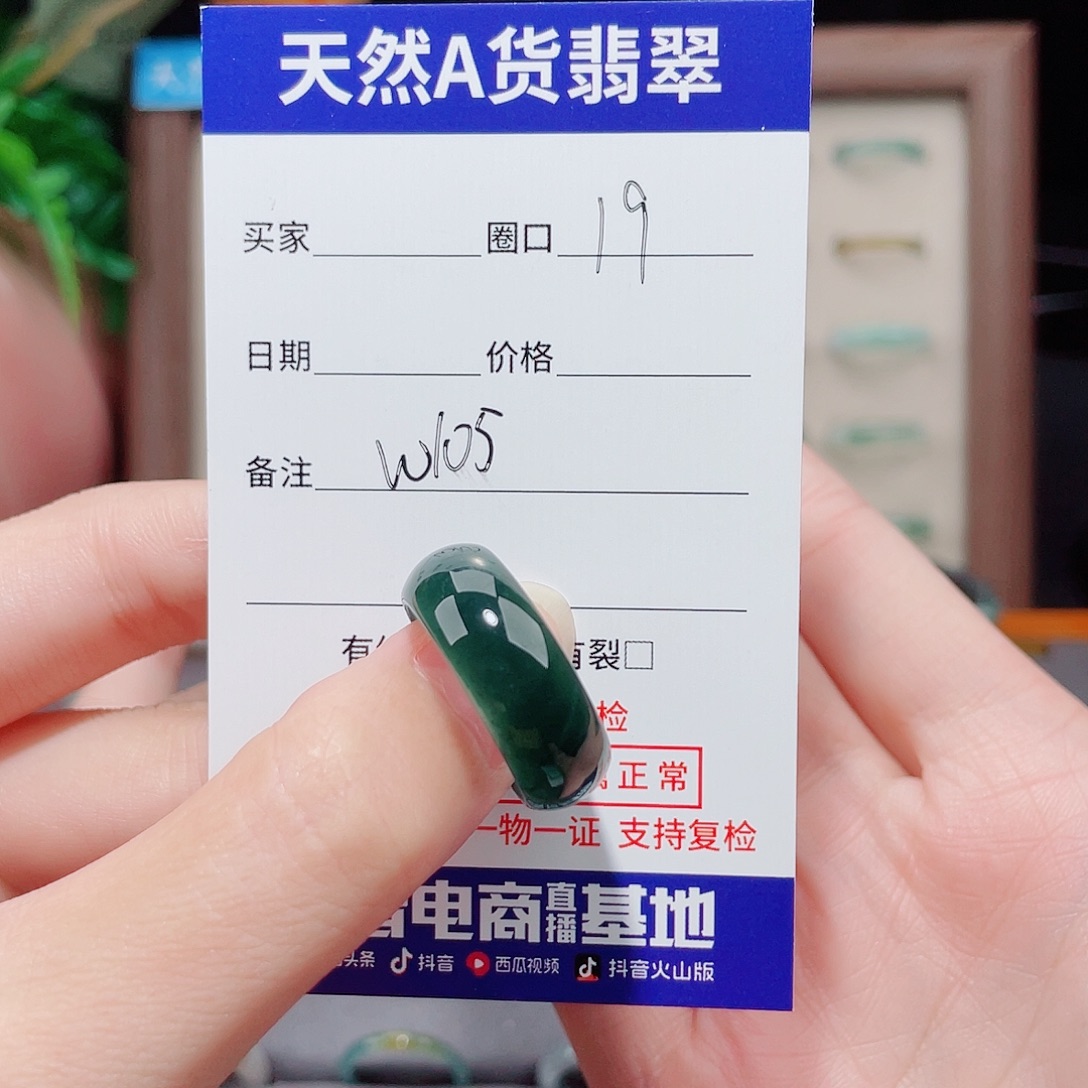 天然A货翡翠
买家 圈口 19
日期 价格
备注 W105
有 有裂□
检
正常
一物一证 支持复检
电商直播基地
头条 抖音 西瓜视频 抖音火山版